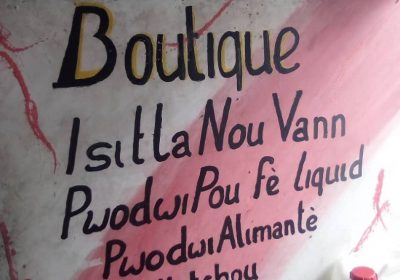 Boutique
Isit la Nou Vann
Pwodwi Pou fè liquid
Pwodwi Alimantè